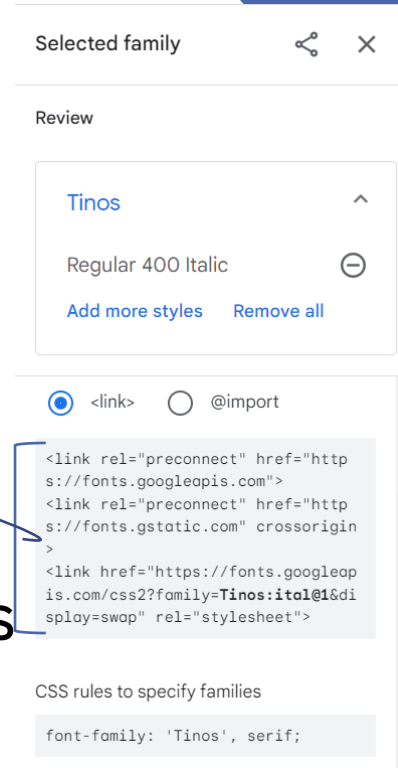 Selected family
Review
Tinos
Regular 400 Italic
Add more styles Remove all
<link> @import
<link rel="preconnect" href="http
s://fonts.googleapis.com">
<link rel="preconnect" href="http
s://fonts.gstatic.com" crossorigin
>
<link href="https://fonts.googleap
is.com/css2?family=Tinos:ital@1&di
splay=swap" rel="stylesheet">
s
CSS rules to specify families
font-family: 'Tinos', serif;